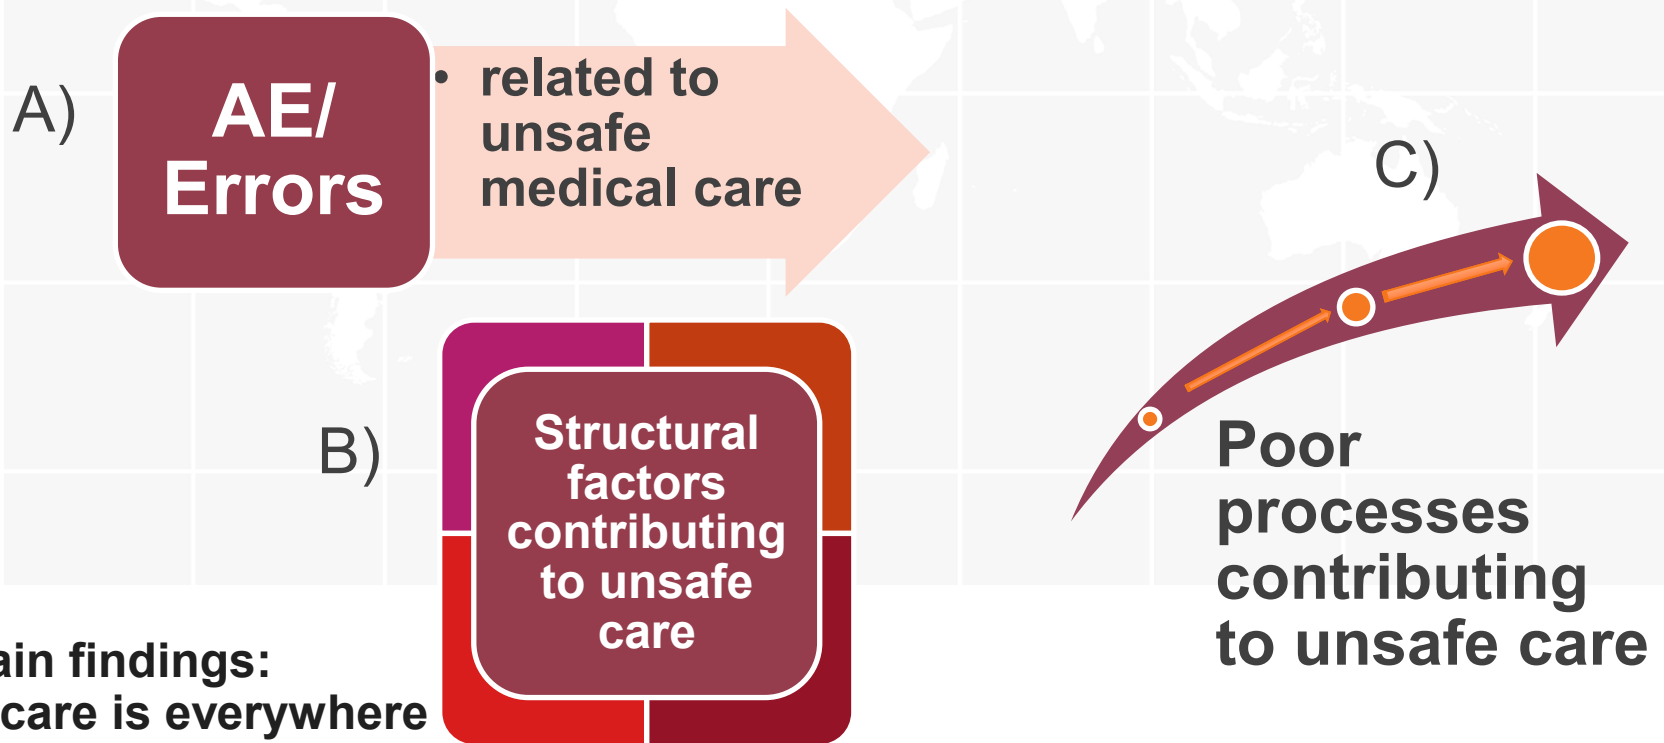 A)
AE/
Errors
• related to
unsafe
medical care
B)
Structural
factors
contributing
to unsafe
care
C)
Poor
processes
contributing
to unsafe care
ain findings:
care is everywhere